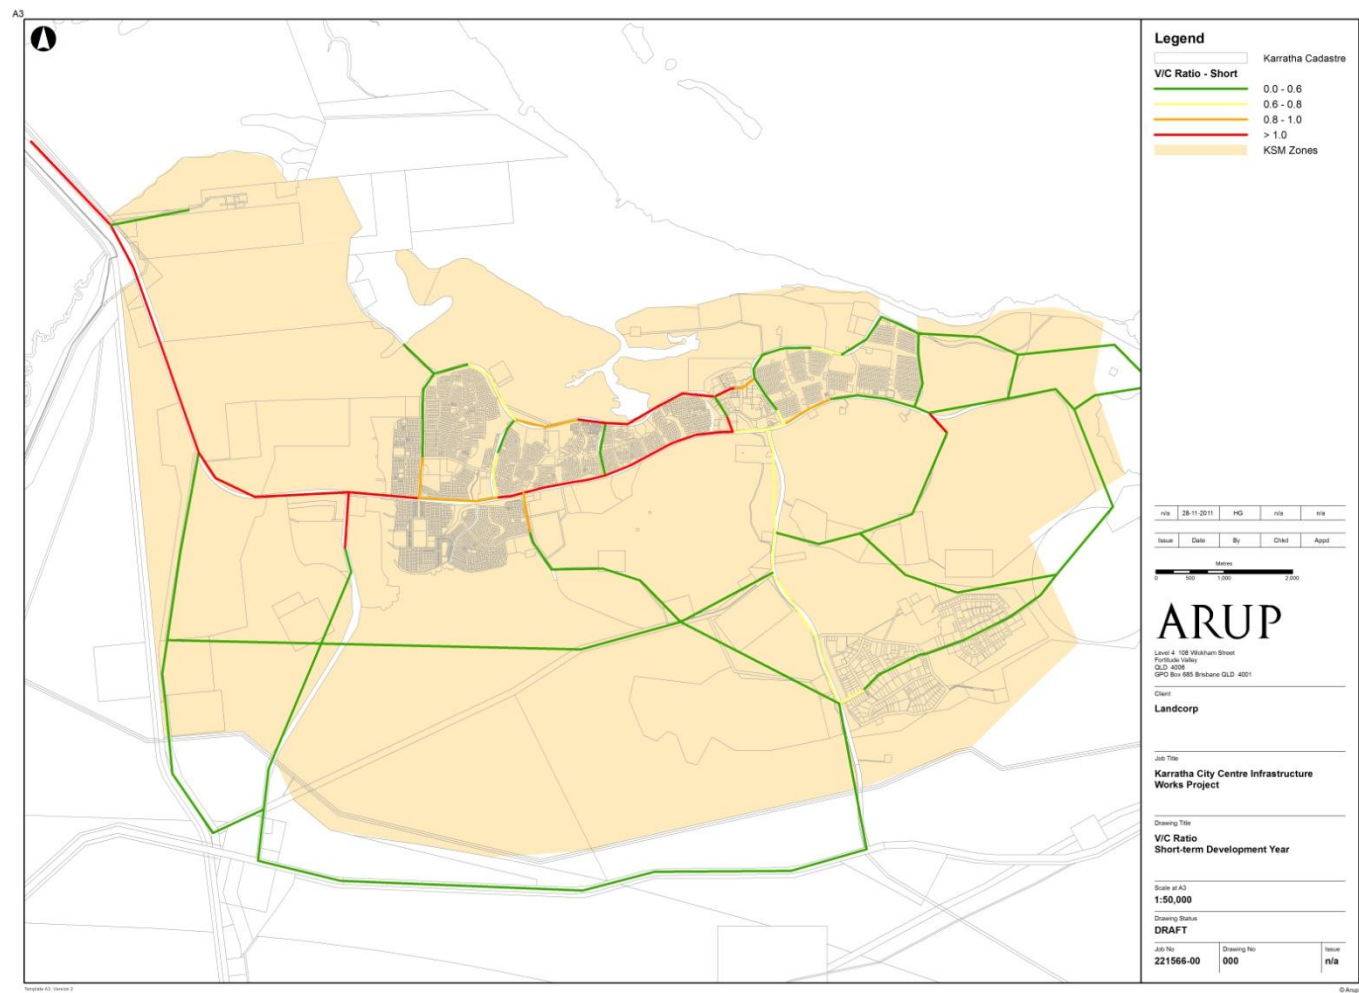 A3
Legend
Karratha Cadastre
V/C Ratio - Short
0.0 - 0.6
0.6 - 0.8
0.8 - 1.0
> 1.0
KSM Zones
n/a 28-11-2011 HG n/a n/a
Issue Date By Chkd Appd
Metres
0 500 1,000 2,000
ARUP
Level 4 108 Wickham Street
Fortitude Valley
QLD 4006
GPO Box 685 Brisbane QLD 4001
Client
Landcorp
Job Title
Karratha City Centre Infrastructure
Works Project
Drawing Title
V/C Ratio
Short-term Development Year
Scale at A3
1:50,000
Drawing Status
DRAFT
Job No Drawing No Issue
221566-00 000 n/a
Template A3 Version 2
© Arup